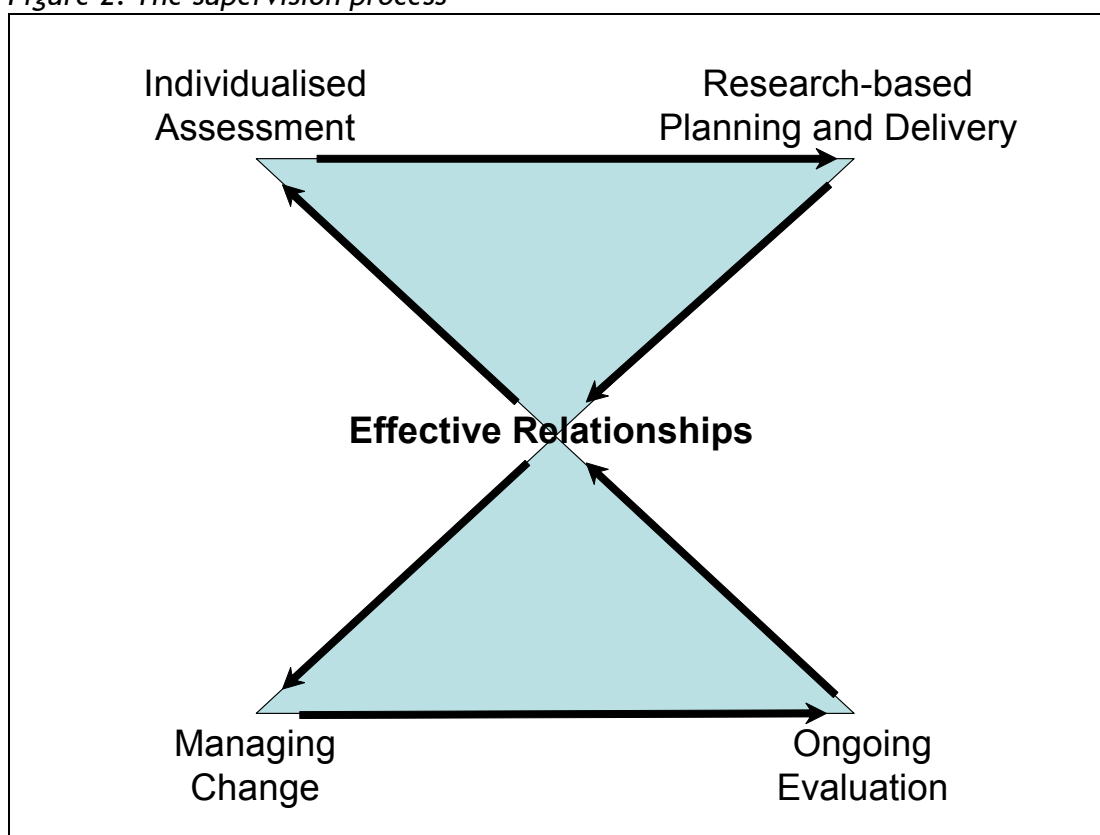 Figure 2: The supervision process
Individualised
Assessment
Research-based
Planning and Delivery
Effective Relationships
Managing
Change
Ongoing
Evaluation